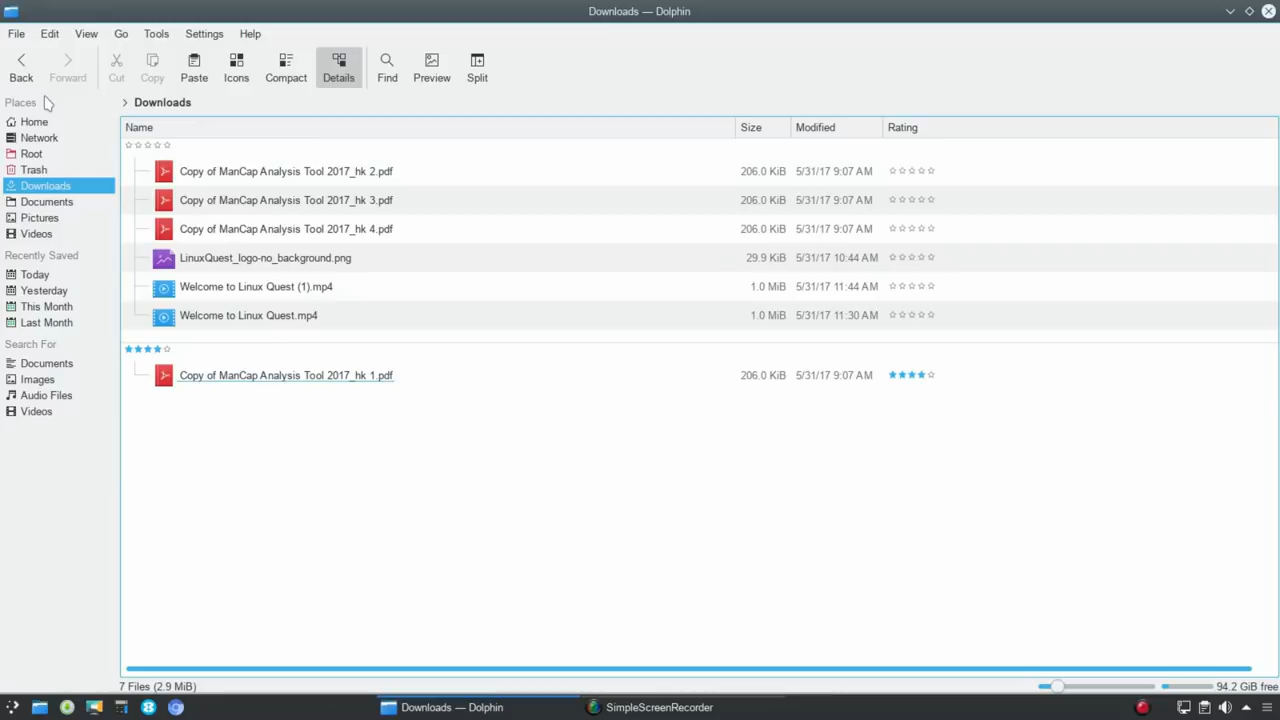 Downloads — Dolphin
File Edit View Go Tools Settings Help
Back Forward Cut Copy Paste Icons Compact Details Find Preview Split
Places
Home
Network
Root
Trash
Downloads
Documents
Pictures
Videos
Recently Saved
Today
Yesterday
This Month
Last Month
Search For
Documents
Images
Audio Files
Videos
Downloads
Name Size Modified Rating
Copy of ManCap Analysis Tool 2017_hk 2.pdf 206.0 KiB 5/31/17 9:07 AM
Copy of ManCap Analysis Tool 2017_hk 3.pdf 206.0 KiB 5/31/17 9:07 AM
Copy of ManCap Analysis Tool 2017_hk 4.pdf 206.0 KiB 5/31/17 9:07 AM
LinuxQuest_logo-no_background.png 29.9 KiB 5/31/17 10:44 AM
Welcome to Linux Quest (1).mp4 1.0 MiB 5/31/17 11:44 AM
Welcome to Linux Quest.mp4 1.0 MiB 5/31/17 11:30 AM
Copy of ManCap Analysis Tool 2017_hk 1.pdf 206.0 KiB 5/31/17 9:07 AM
7 Files (2.9 MiB) 94.2 GiB free
Downloads — Dolphin SimpleScreenRecorder